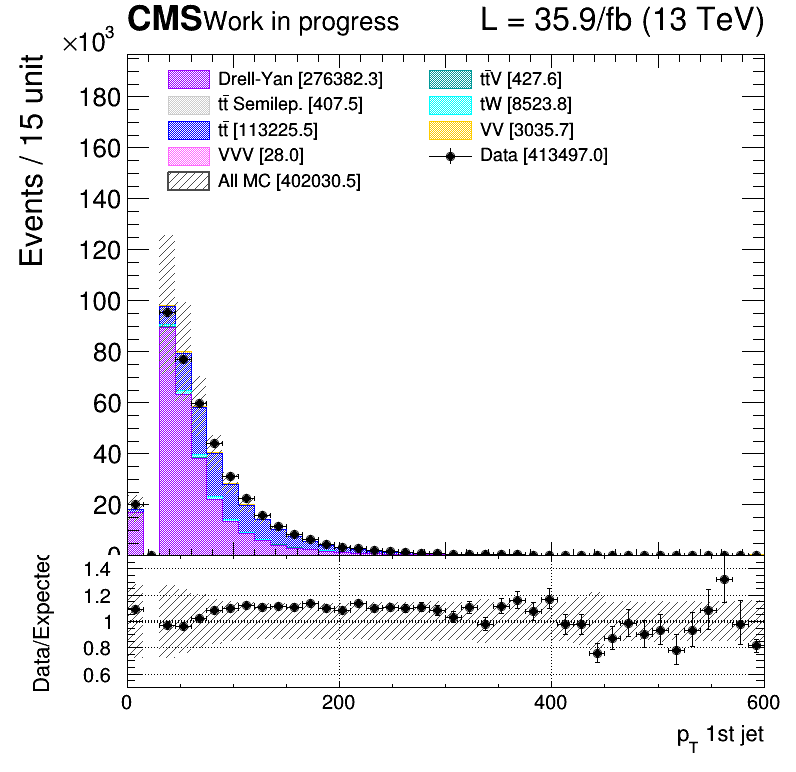 CMS Work in progress L = 35.9/fb (13 TeV)
×10³
Events / 15 unit
180
160
140
120
100
80
60
40
20
0
Drell-Yan [276382.3]
tt̄ Semilep. [407.5]
tt̄ [113225.5]
VVV [28.0]
All MC [402030.5]
tt̄V [427.6]
tW [8523.8]
VV [3035.7]
Data [413497.0]
Data/Expected
1.4
1.2
1
0.8
0.6
0 200 400 600
p_T 1st jet